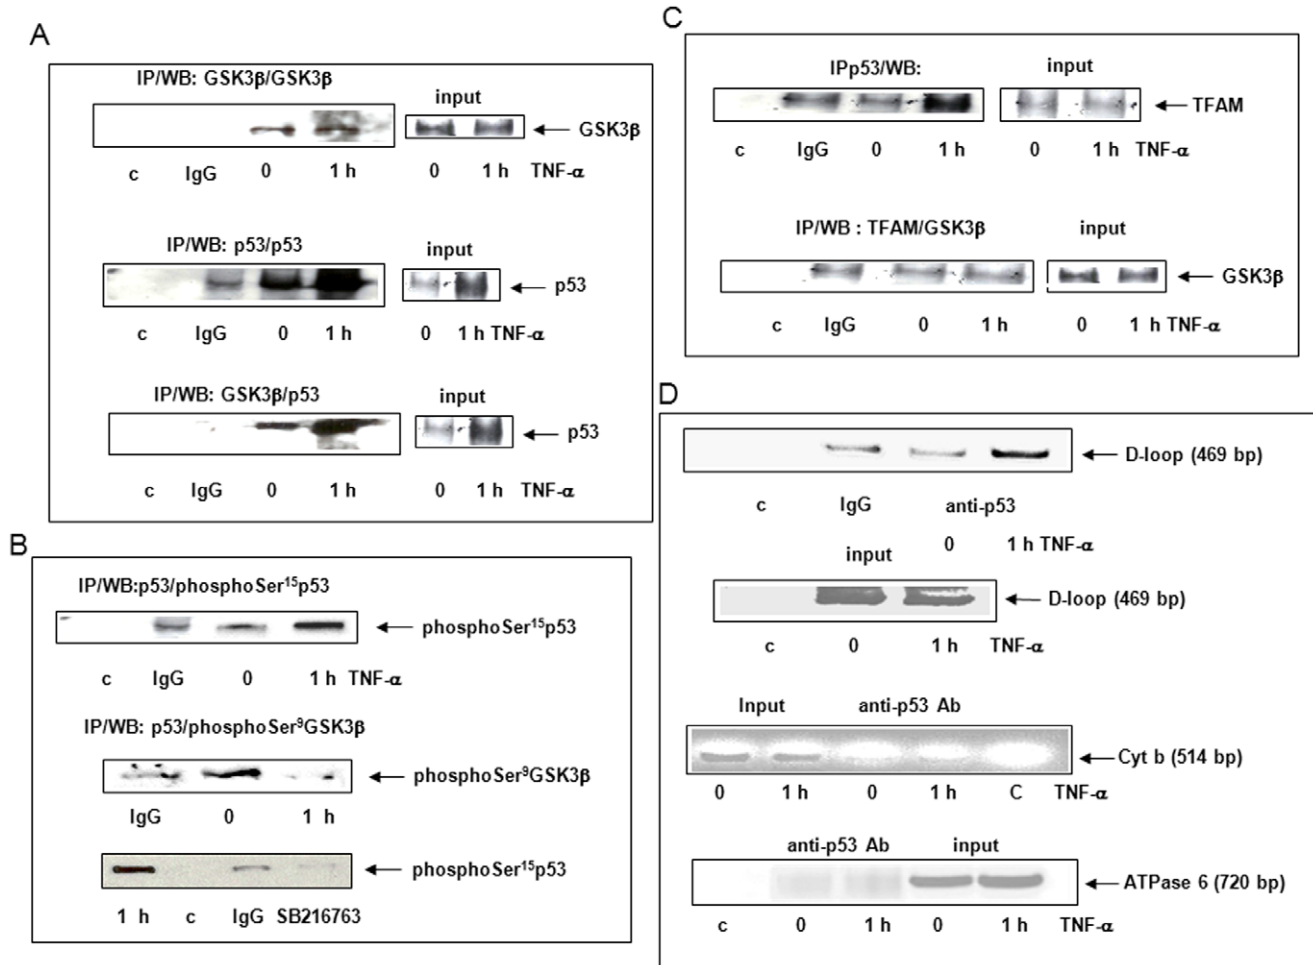 A
IP/WB: GSK3β/GSK3β
input
GSK3β
c IgG 0 1 h 0 1 h TNF-α
IP/WB: p53/p53
input
p53
c IgG 0 1 h 0 1 h TNF-α
IP/WB: GSK3β/p53
input
p53
c IgG 0 1 h 0 1 h TNF-α
B
IP/WB:p53/phosphoSer¹⁵p53
phosphoSer¹⁵p53
c IgG 0 1 h TNF-α
IP/WB: p53/phosphoSer⁹GSK3β
phosphoSer⁹GSK3β
IgG 0 1 h
phosphoSer¹⁵p53
1 h c IgG SB216763
C
IPp53/WB:
input
TFAM
c IgG 0 1 h 0 1 h TNF-α
IP/WB : TFAM/GSK3β
input
GSK3β
c IgG 0 1 h 0 1 h TNF-α
D
D-loop (469 bp)
c IgG anti-p53
0 1 h TNF-α
input
D-loop (469 bp)
c 0 1 h TNF-α
Input anti-p53 Ab
Cyt b (514 bp)
0 1 h 0 1 h C TNF-α
anti-p53 Ab input
ATPase 6 (720 bp)
c 0 1 h 0 1 h TNF-α